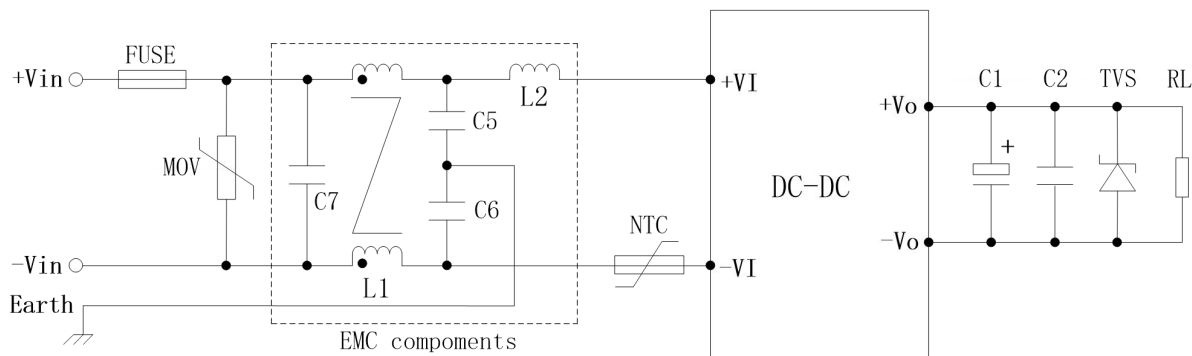 FUSE
+Vin
MOV
C7
L1
C5
C6
L2
-Vin
Earth
EMC compoments
NTC
+VI
-VI
DC-DC
+Vo
-Vo
C1
+
C2
TVS
RL